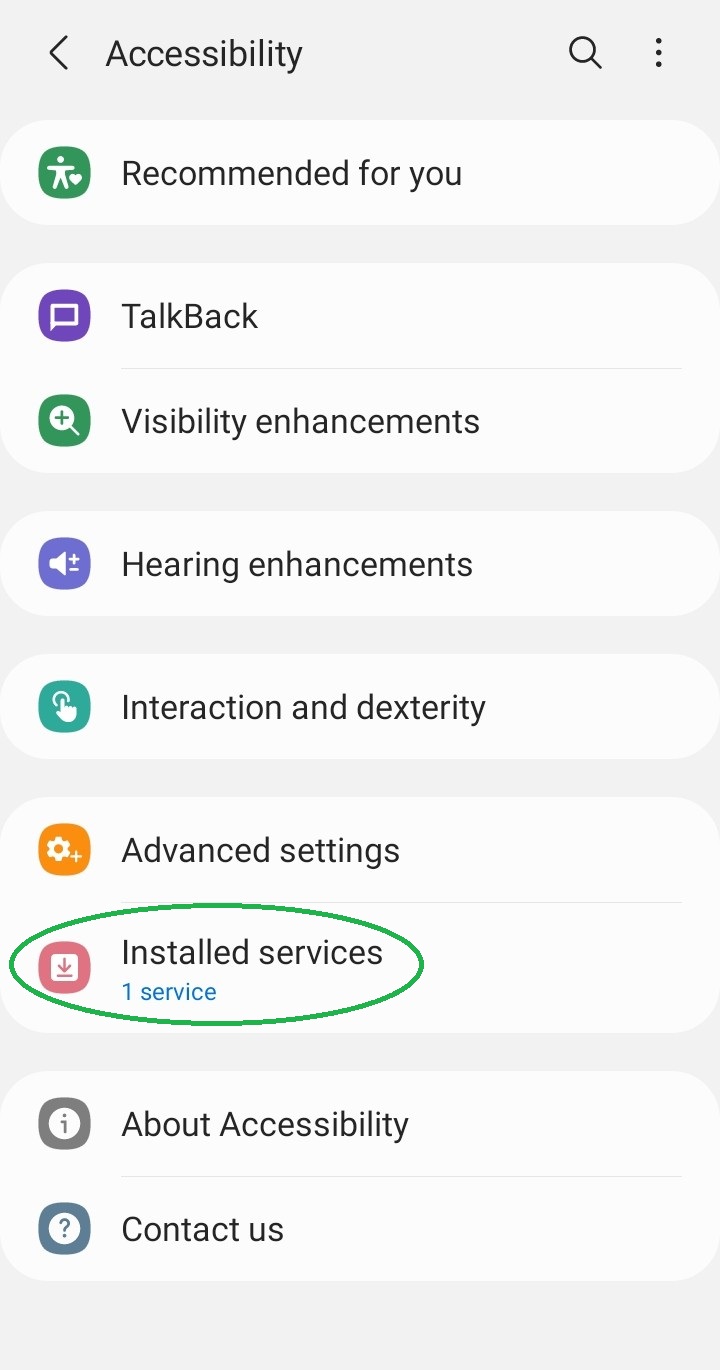 Accessibility
Recommended for you
TalkBack
Visibility enhancements
Hearing enhancements
Interaction and dexterity
Advanced settings
Installed services
1 service
About Accessibility
Contact us